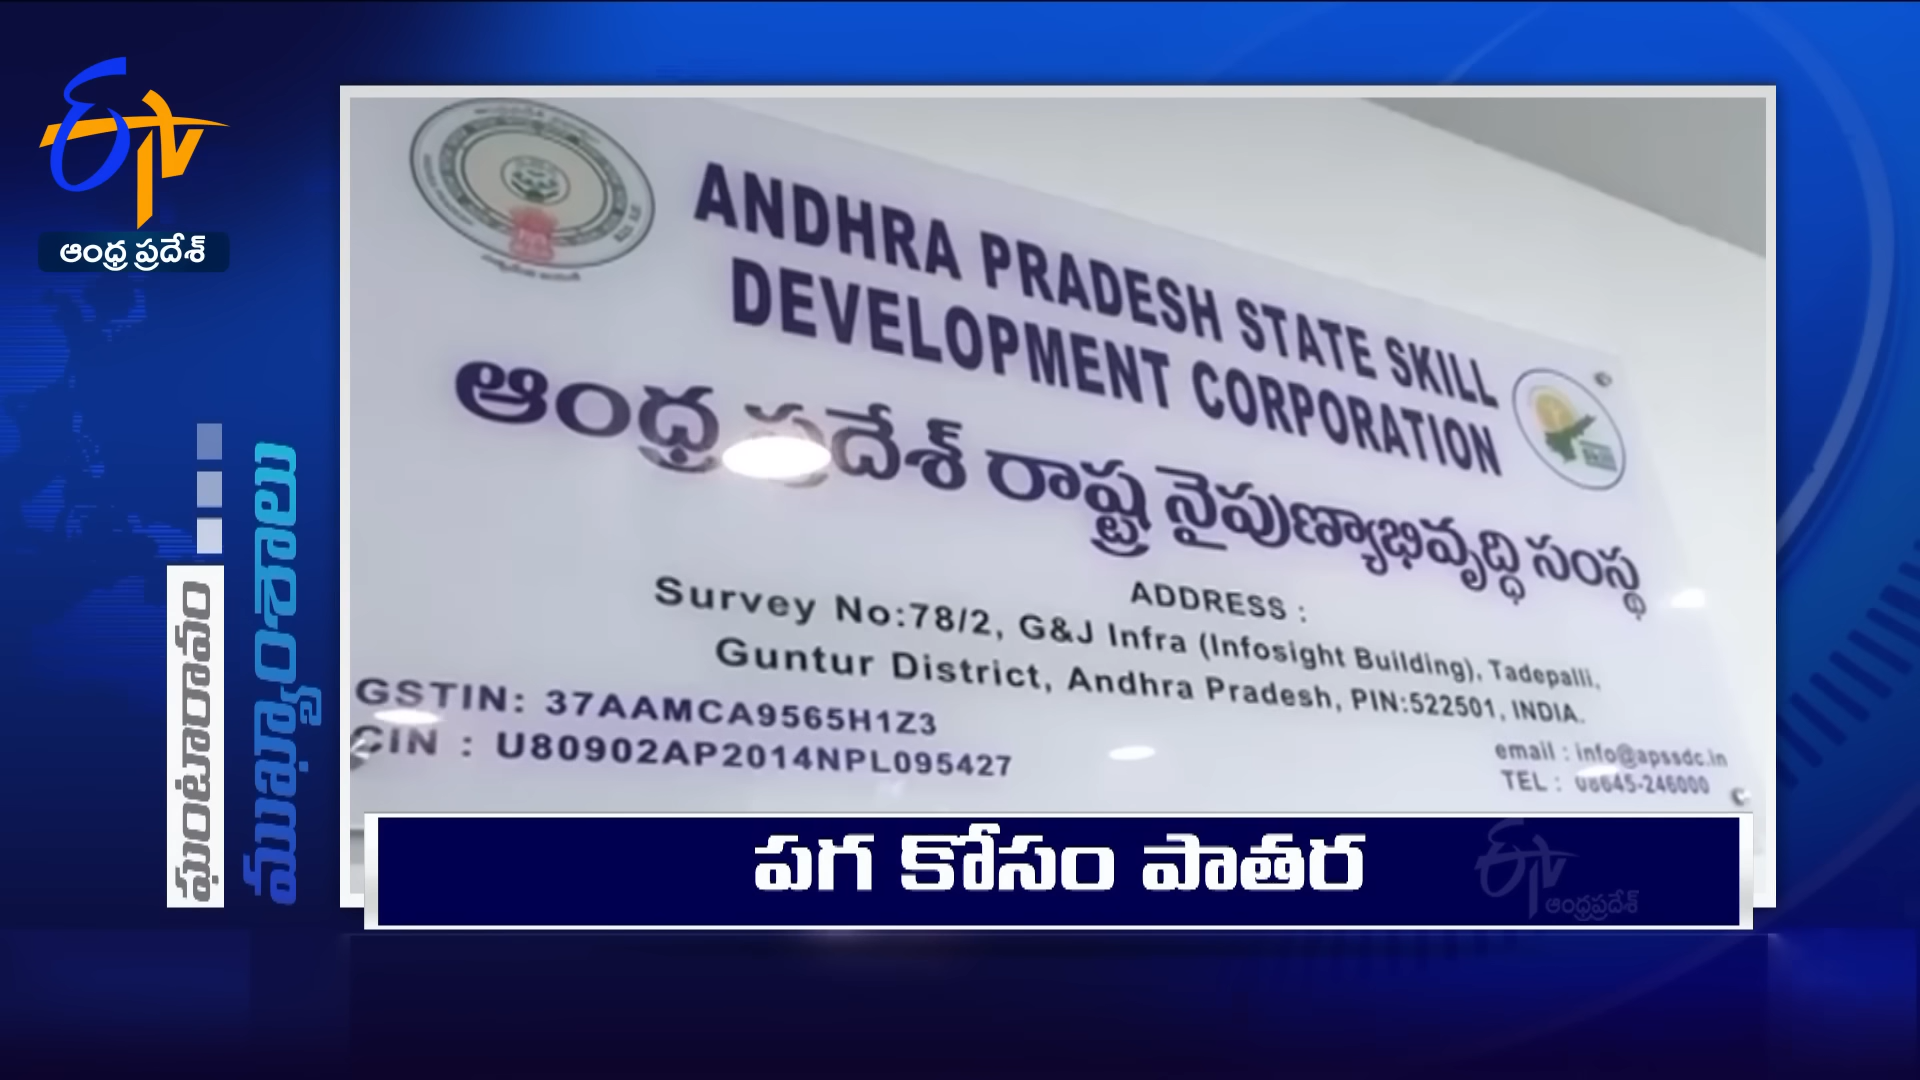 ఈTV
ఆంధ్ర ప్రదేశ్
ఘంటారావం
ముఖ్యాంశాలు
ANDHRA PRADESH STATE SKILL
DEVELOPMENT CORPORATION
ఆంధ్ర ప్రదేశ్ రాష్ట్ర నైపుణ్యాభివృద్ధి సంస్థ
ADDRESS :
Survey No:78/2, G&J Infra (Infosight Building), Tadepalli,
Guntur District, Andhra Pradesh, PIN:522501, INDIA.
GSTIN: 37AAMCA9565H1Z3
CIN : U80902AP2014NPL095427
email : info@apssdc.in
TEL : 08645-246000
పగ కోసం పాతర
ఈTV
ఆంధ్రప్రదేశ్